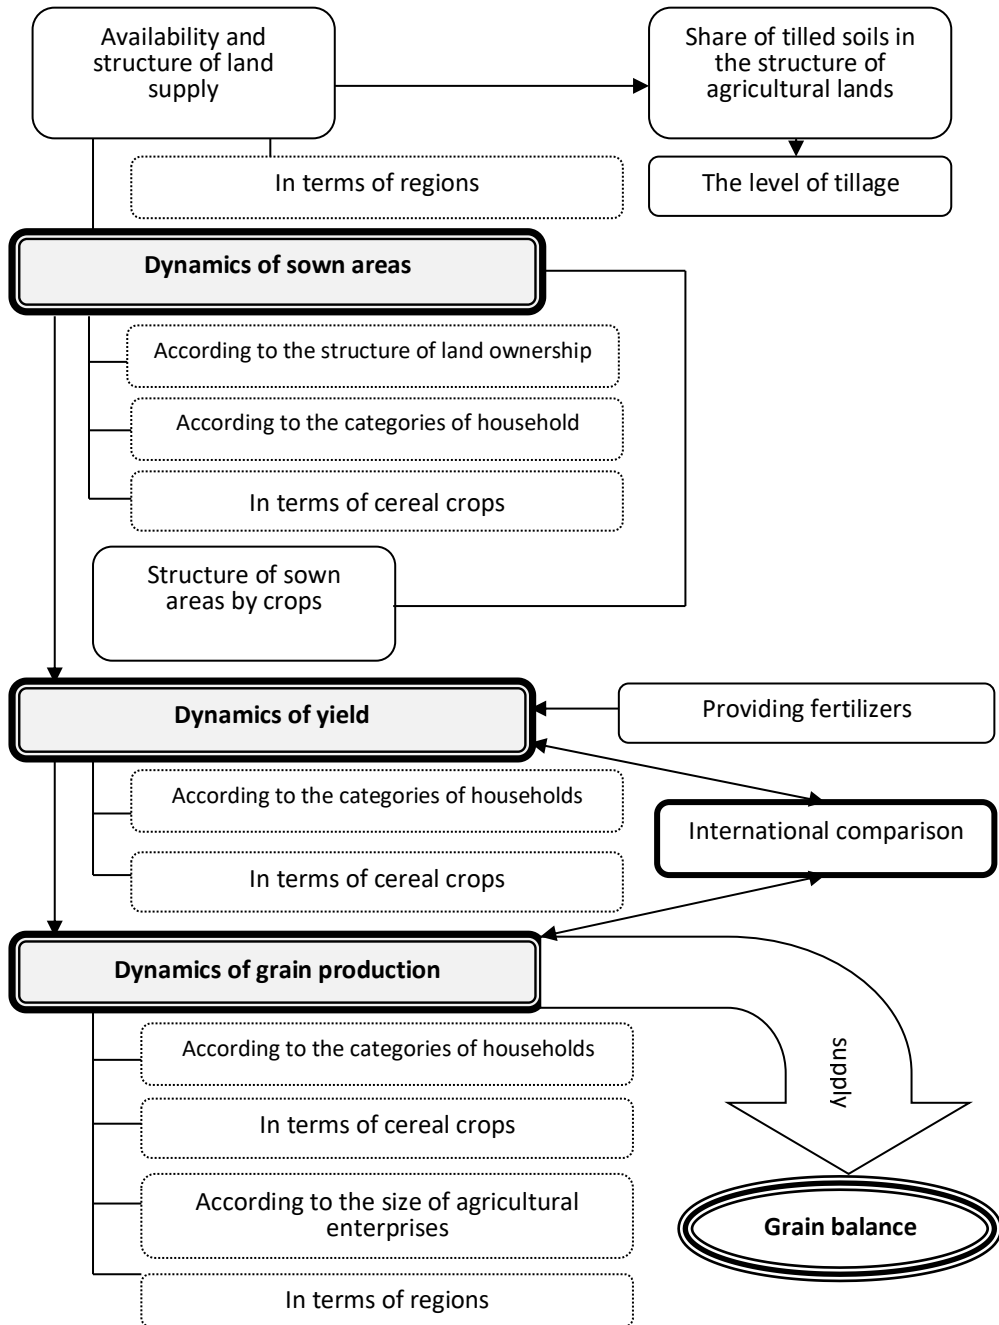 Availability and
structure of land
supply
Share of tilled soils in
the structure of
agricultural lands
In terms of regions
The level of tillage
Dynamics of sown areas
According to the structure of land ownership
According to the categories of household
In terms of cereal crops
Structure of sown
areas by crops
Dynamics of yield
Providing fertilizers
According to the categories of households
International comparison
In terms of cereal crops
Dynamics of grain production
According to the categories of households
supply
In terms of cereal crops
According to the size of agricultural
enterprises
Grain balance
In terms of regions